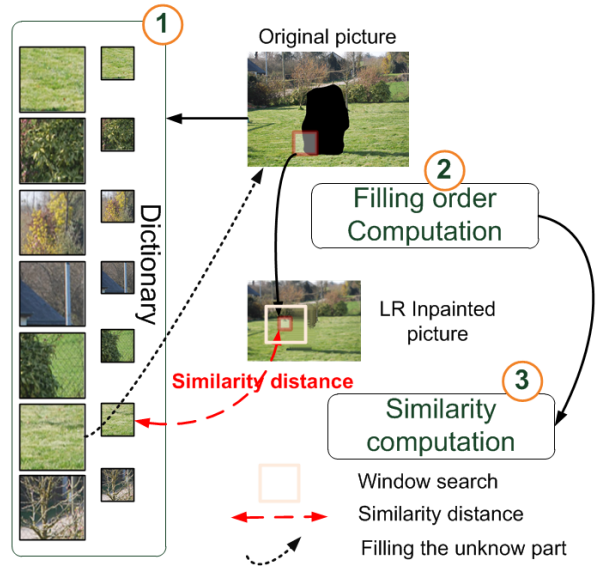 1
Original picture
2
Filling order
Computation
Dictionary
LR Inpainted
picture
Similarity distance
3
Similarity
computation
Window search
Similarity distance
Filling the unknow part